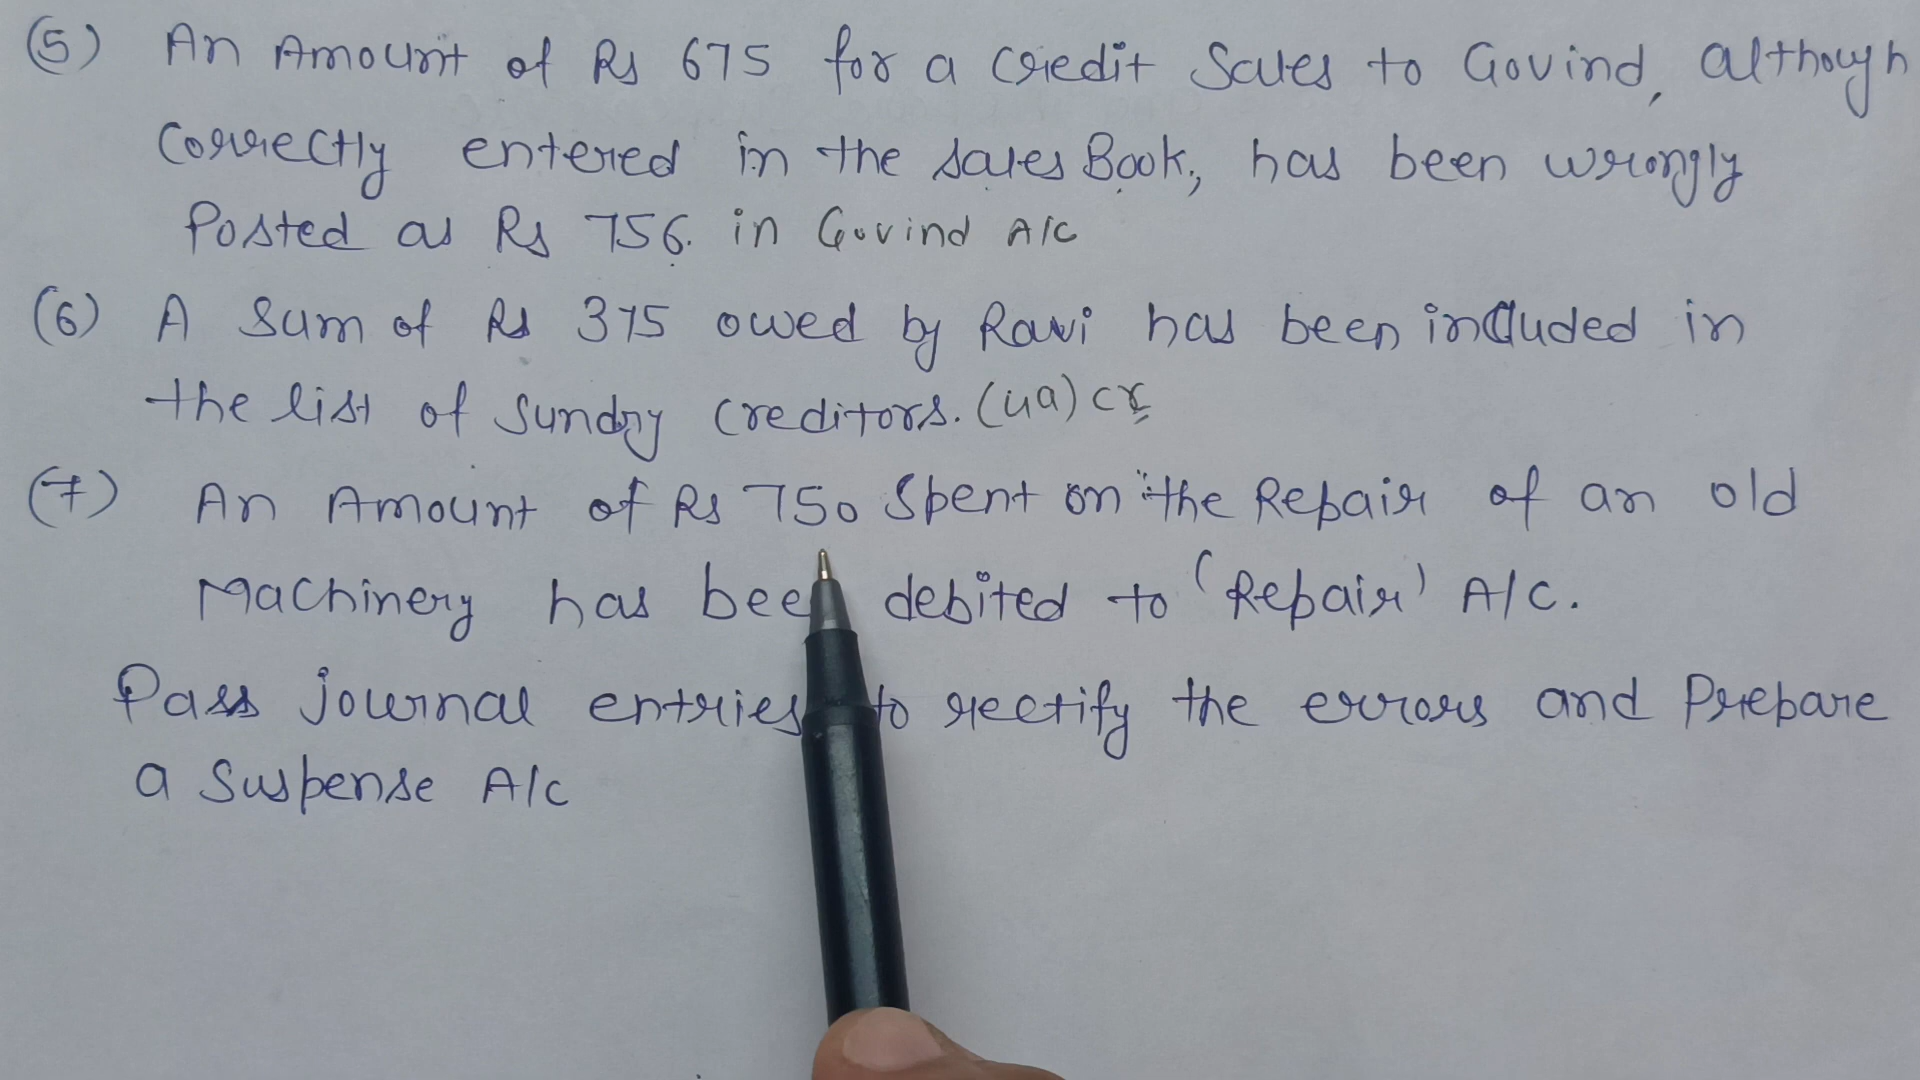 (5) An Amount of Rs 675 for a Credit Sales to Govind, although
Correctly entered in the Sales Book, has been wrongly
Posted as Rs 756. in Govind A/C
(6) A Sum of Rs 375 owed by Ravi has been included in
the list of Sundry Creditors. (ua) cr
(7) An Amount of Rs 750 Spent on the Repair of an old
Machinery has been debited to 'Repair' A/C.
Pass journal entries to rectify the errors and Prepare
a Suspense A/C